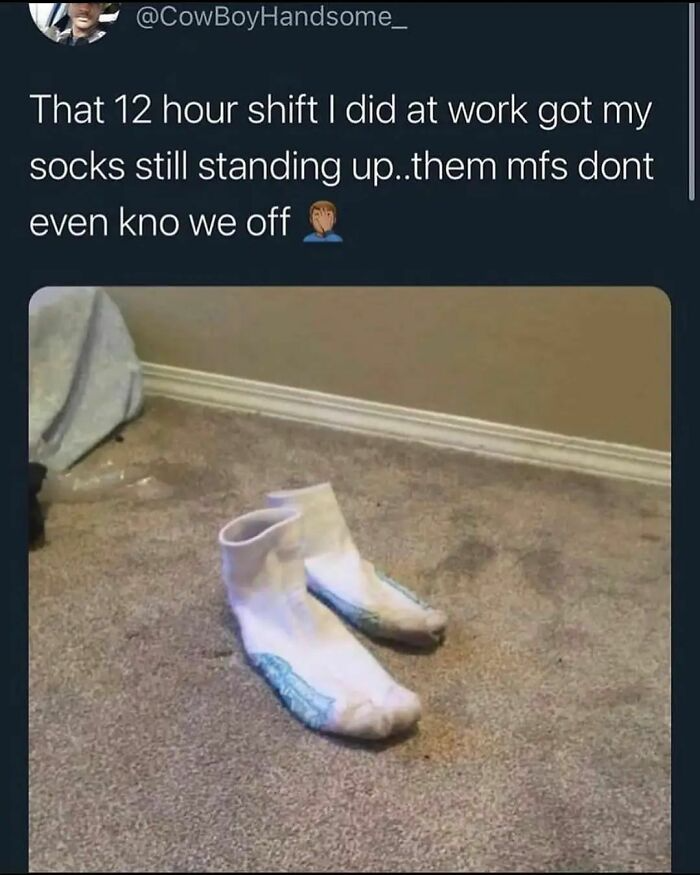 @CowBoyHandsome_
That 12 hour shift I did at work got my
socks still standing up..them mfs dont
even kno we off 🤦🏽‍♂️